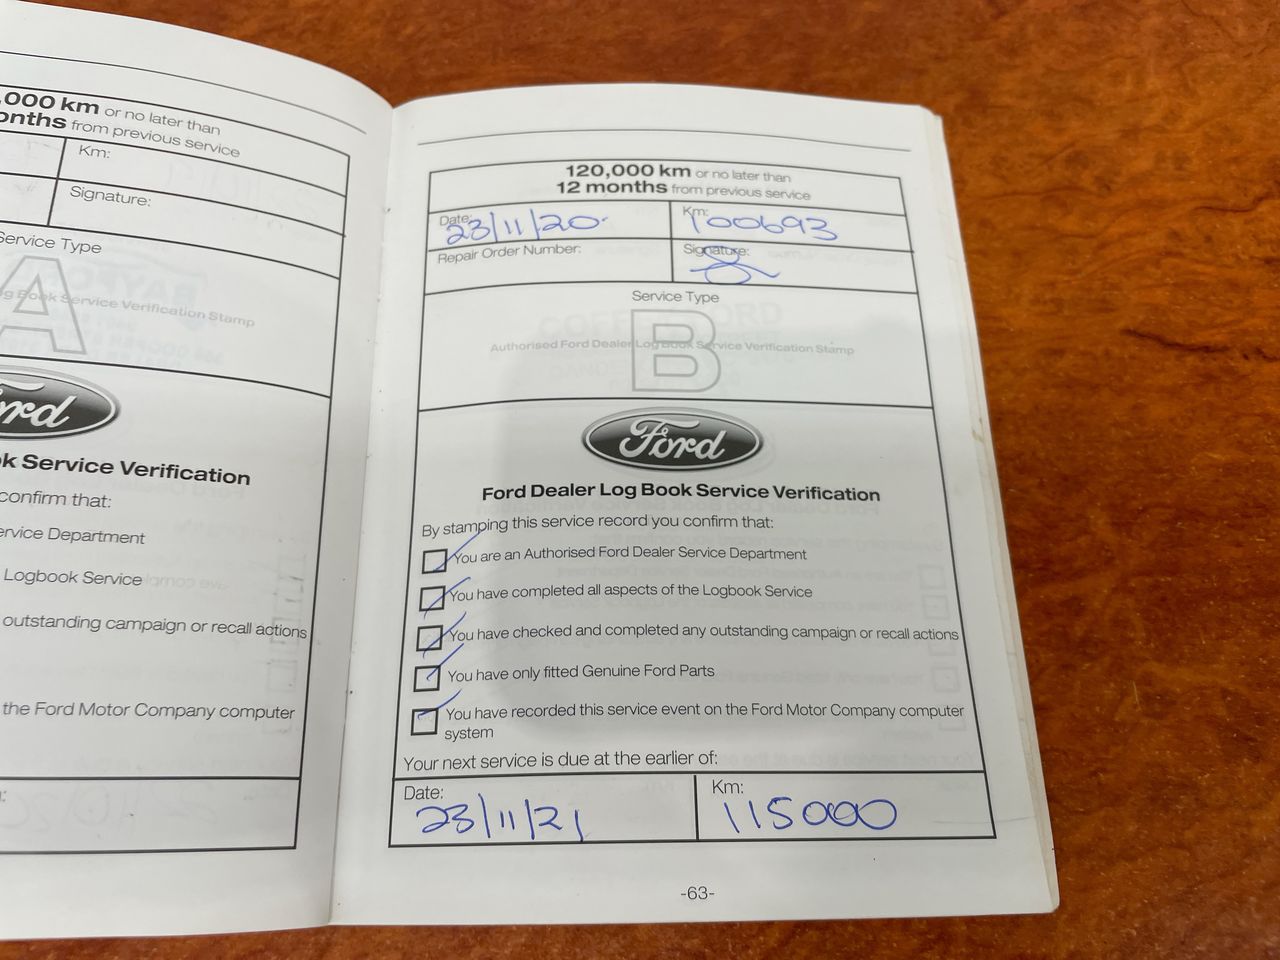 ,000 km or no later than
onths from previous service
Km:
Signature:
Service Type
A
g Book Service Verification Stamp
Ford
k Service Verification
confirm that:
ervice Department
Logbook Service
outstanding campaign or recall actions
the Ford Motor Company computer
120,000 km or no later than
12 months from previous service
Date: 23/11/20
Km: 100693
Repair Order Number:
Signature:
Service Type
B
Authorised Ford Dealer Log Book Service Verification Stamp
Ford
Ford Dealer Log Book Service Verification
By stamping this service record you confirm that:
You are an Authorised Ford Dealer Service Department
You have completed all aspects of the Logbook Service
You have checked and completed any outstanding campaign or recall actions
You have only fitted Genuine Ford Parts
You have recorded this service event on the Ford Motor Company computer
system
Your next service is due at the earlier of:
Date:
23/11/21
Km:
115000
-63-